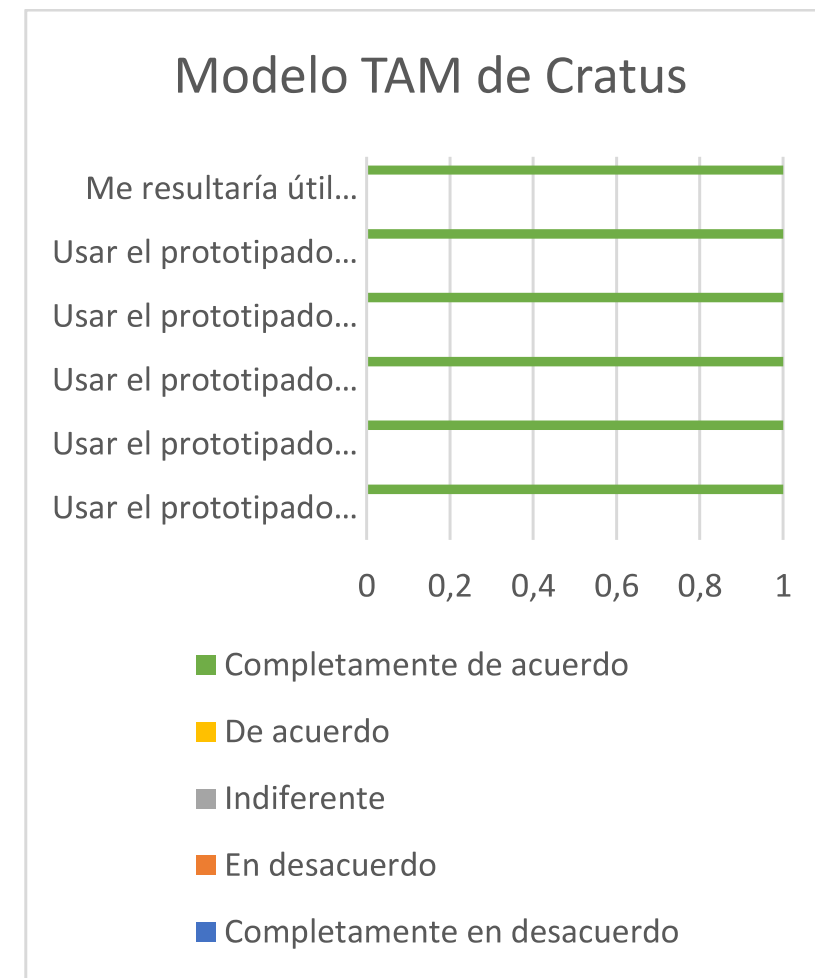 Modelo TAM de Cratus
Me resultaría útil...
Usar el prototipado...
Usar el prototipado...
Usar el prototipado...
Usar el prototipado...
Usar el prototipado...
0 0,2 0,4 0,6 0,8 1
Completamente de acuerdo
De acuerdo
Indiferente
En desacuerdo
Completamente en desacuerdo